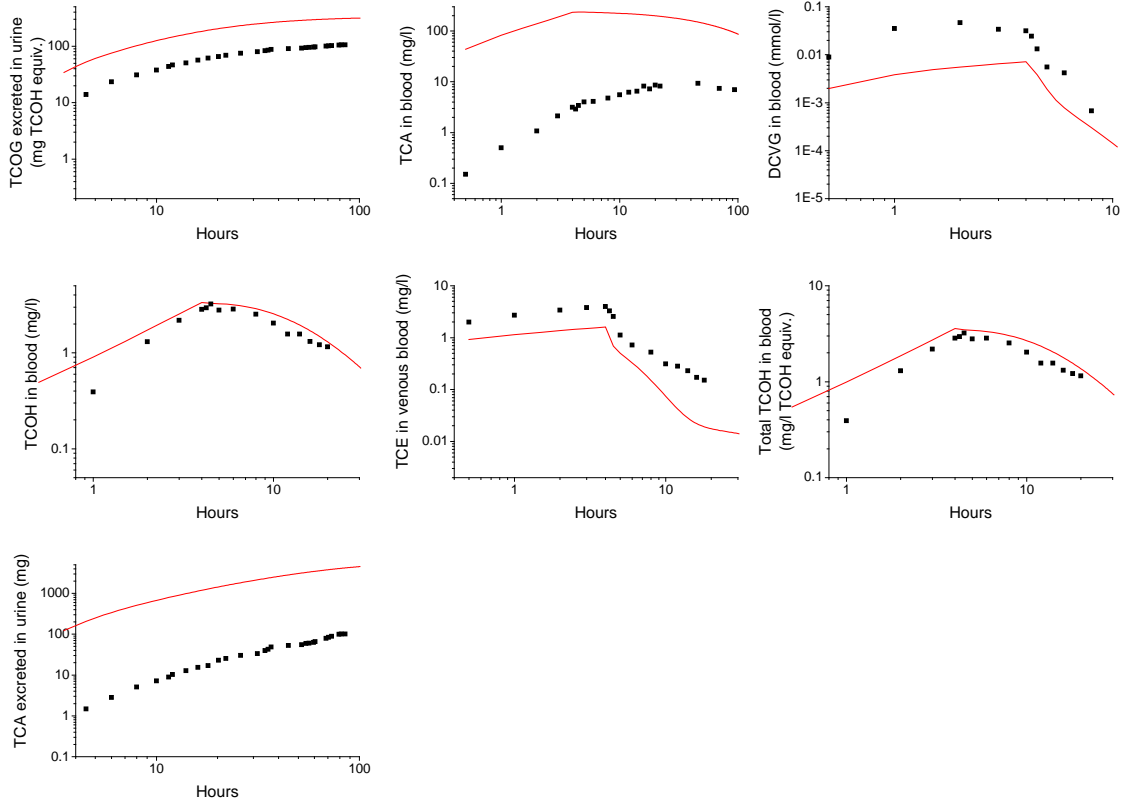 TCOG excreted in urine
(mg TCOH equiv.)
100
10
1
10
100
Hours
TCA in blood (mg/l)
100
10
1
0.1
1
10
100
Hours
DCVG in blood (mmol/l)
0.1
0.01
1E-3
1E-4
1E-5
1
10
Hours
TCOH in blood (mg/l)
1
0.1
1
10
Hours
TCE in venous blood (mg/l)
10
1
0.1
0.01
1
10
Hours
Total TCOH in blood
(mg/l TCOH equiv.)
10
1
0.1
1
10
Hours
TCA excreted in urine (mg)
1000
100
10
1
0.1
10
100
Hours